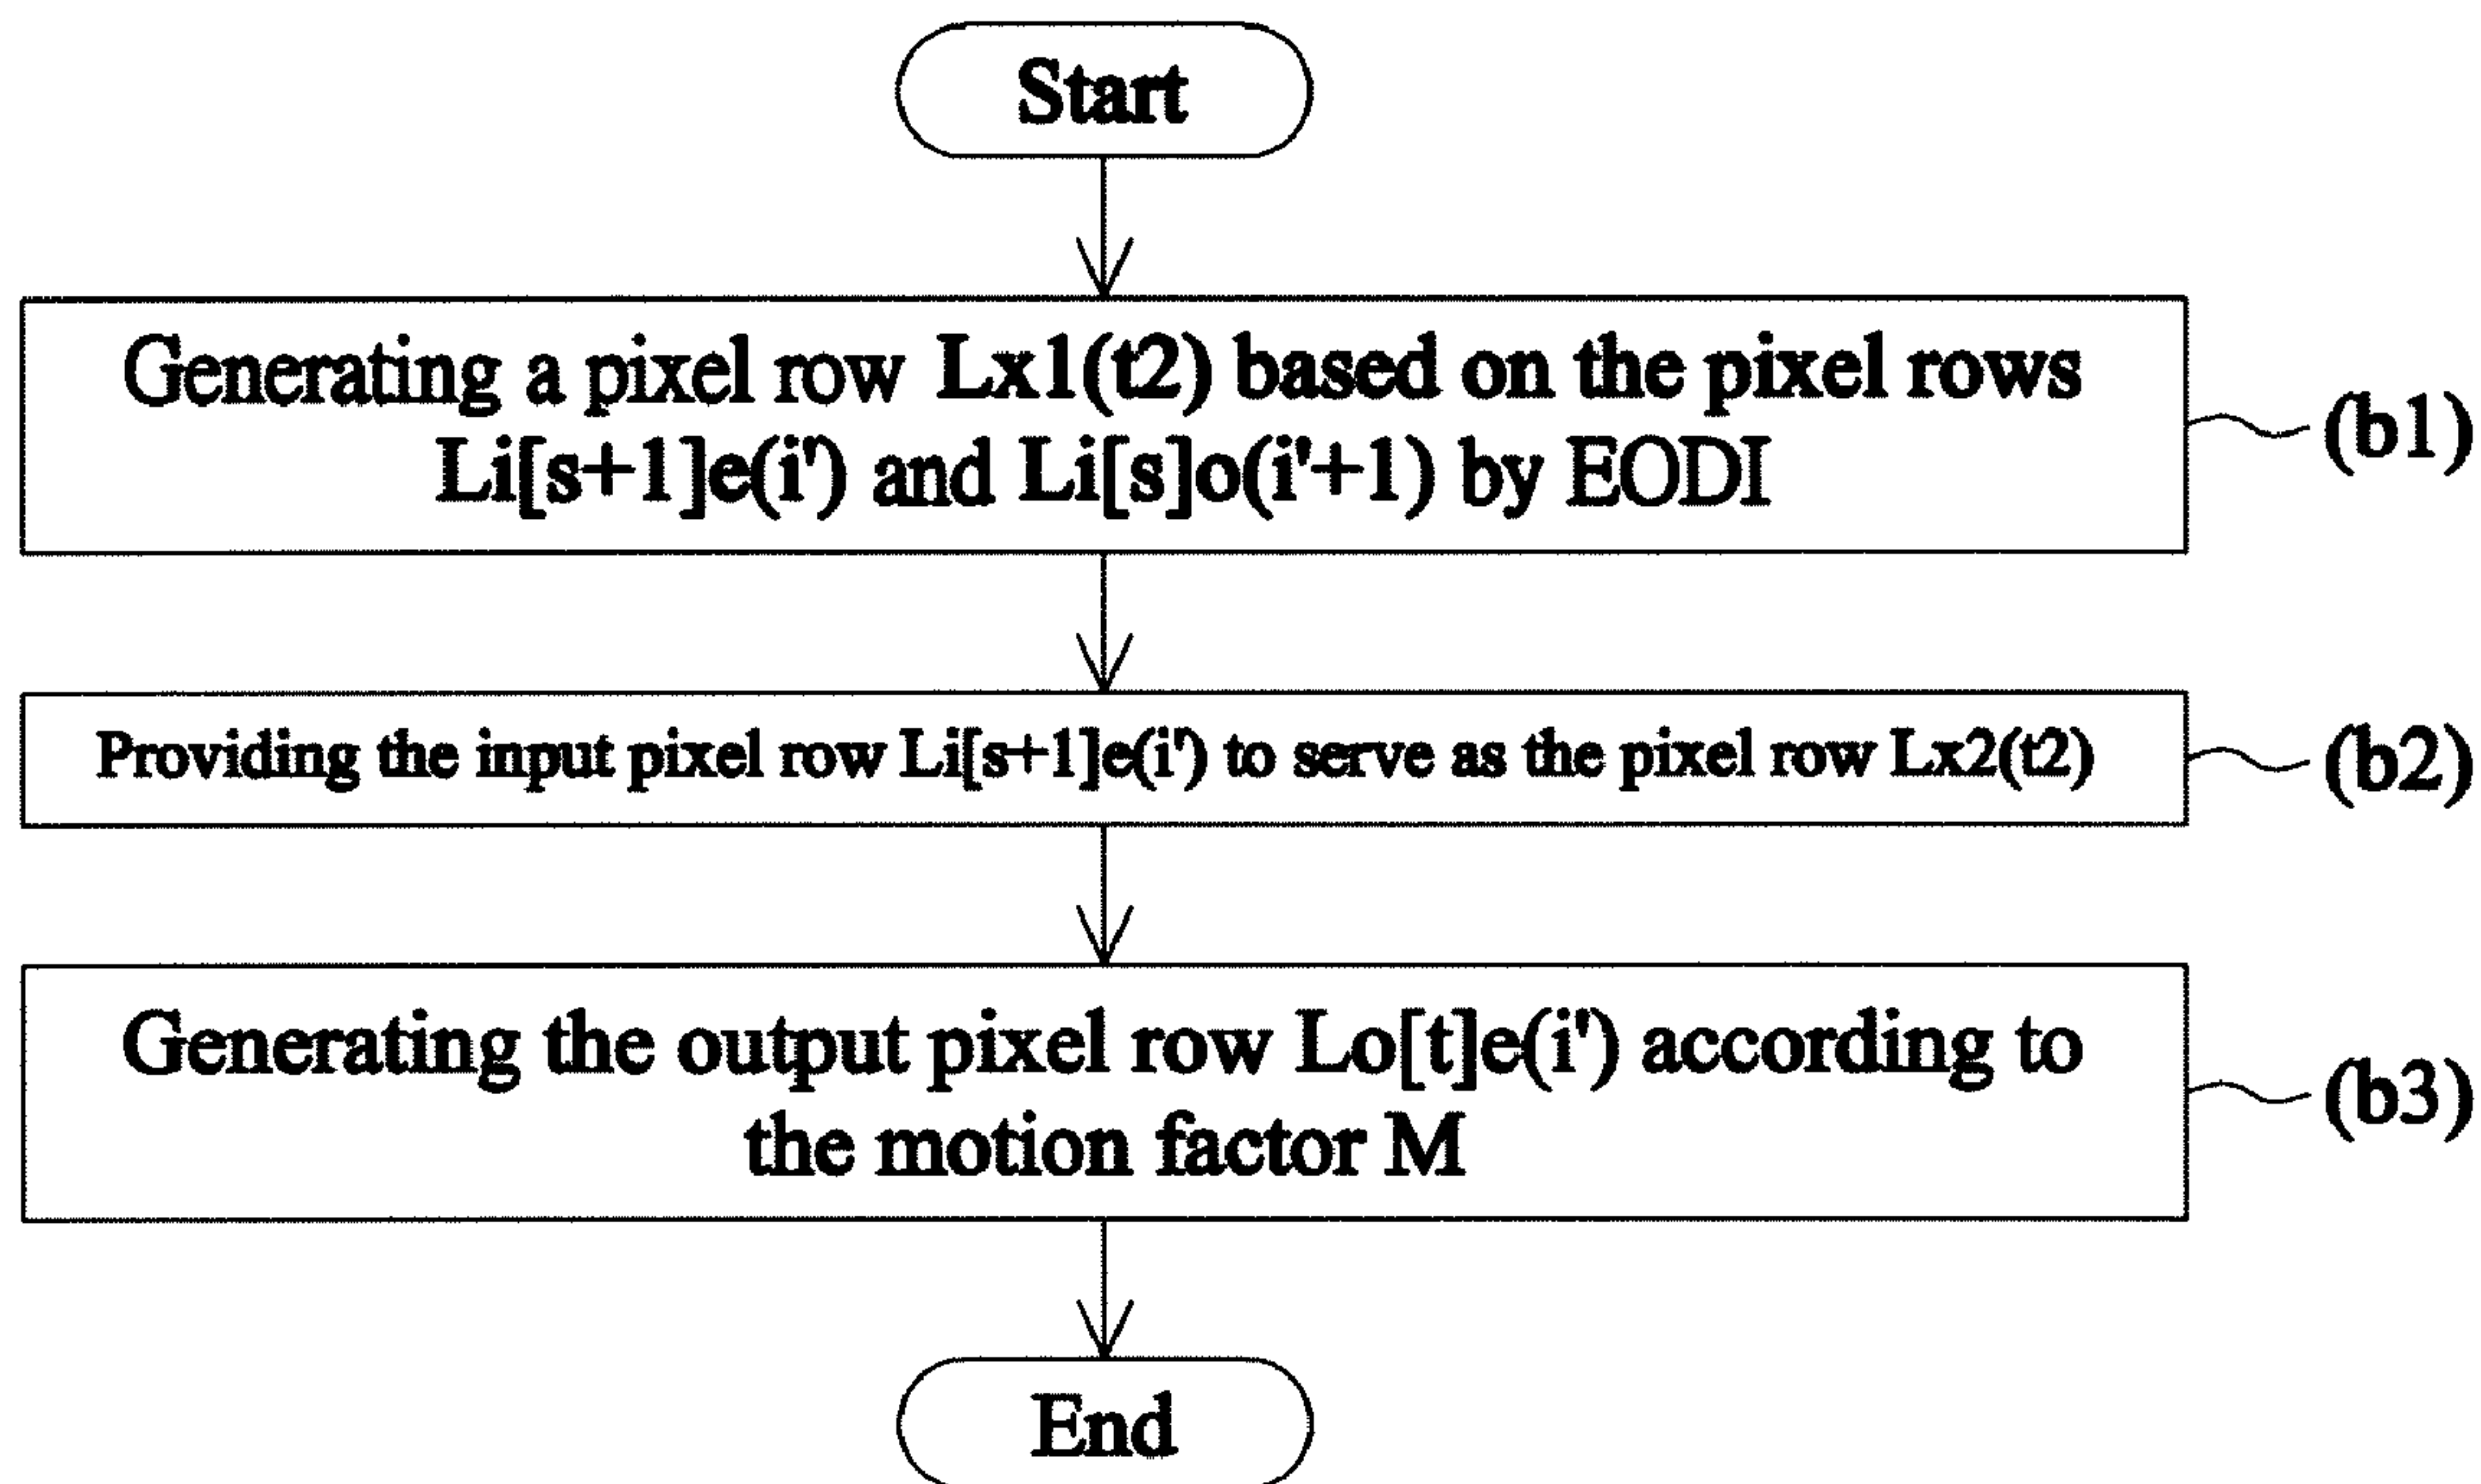 Start
Generating a pixel row Lx1(t2) based on the pixel rows
Li[s+1]e(i') and Li[s]o(i'+1) by EODI
(b1)
Providing the input pixel row Li[s+1]e(i') to serve as the pixel row Lx2(t2)
(b2)
Generating the output pixel row Lo[t]e(i') according to
the motion factor M
(b3)
End